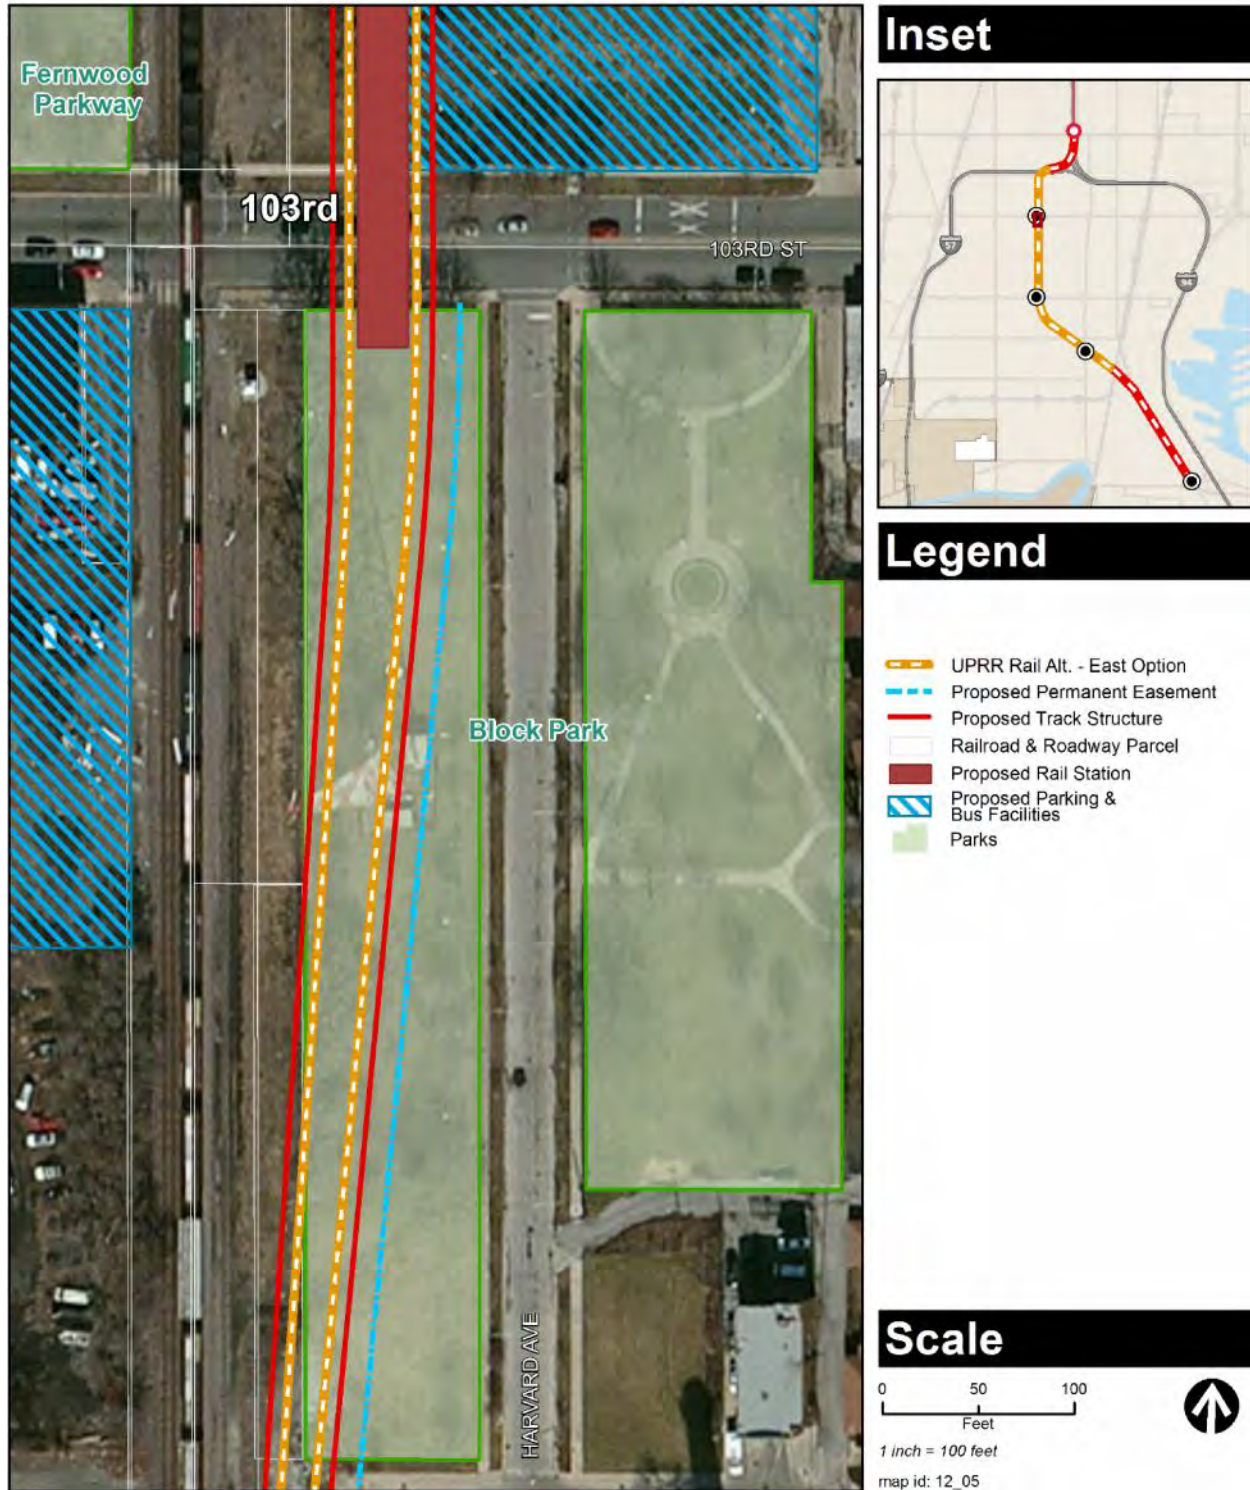 Fernwood
Parkway
103rd
103RD ST
Block Park
HARVARD AVE
Inset
57
94
Legend
UPRR Rail Alt. - East Option
Proposed Permanent Easement
Proposed Track Structure
Railroad & Roadway Parcel
Proposed Rail Station
Proposed Parking &
Bus Facilities
Parks
Scale
0 50 100
Feet
1 inch = 100 feet
map id: 12_05